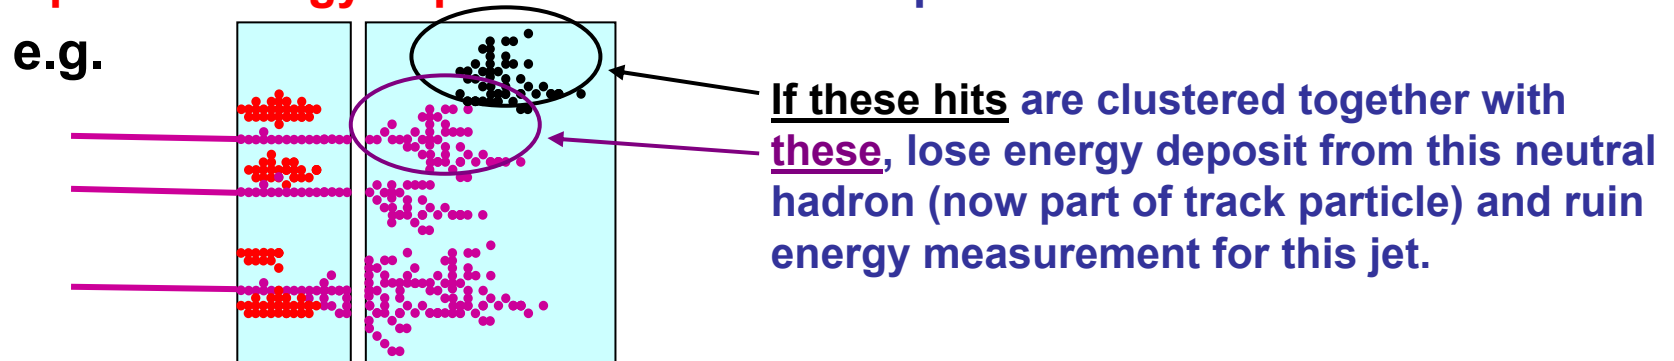 e.g.
If these hits are clustered together with
these, lose energy deposit from this neutral
hadron (now part of track particle) and ruin
energy measurement for this jet.